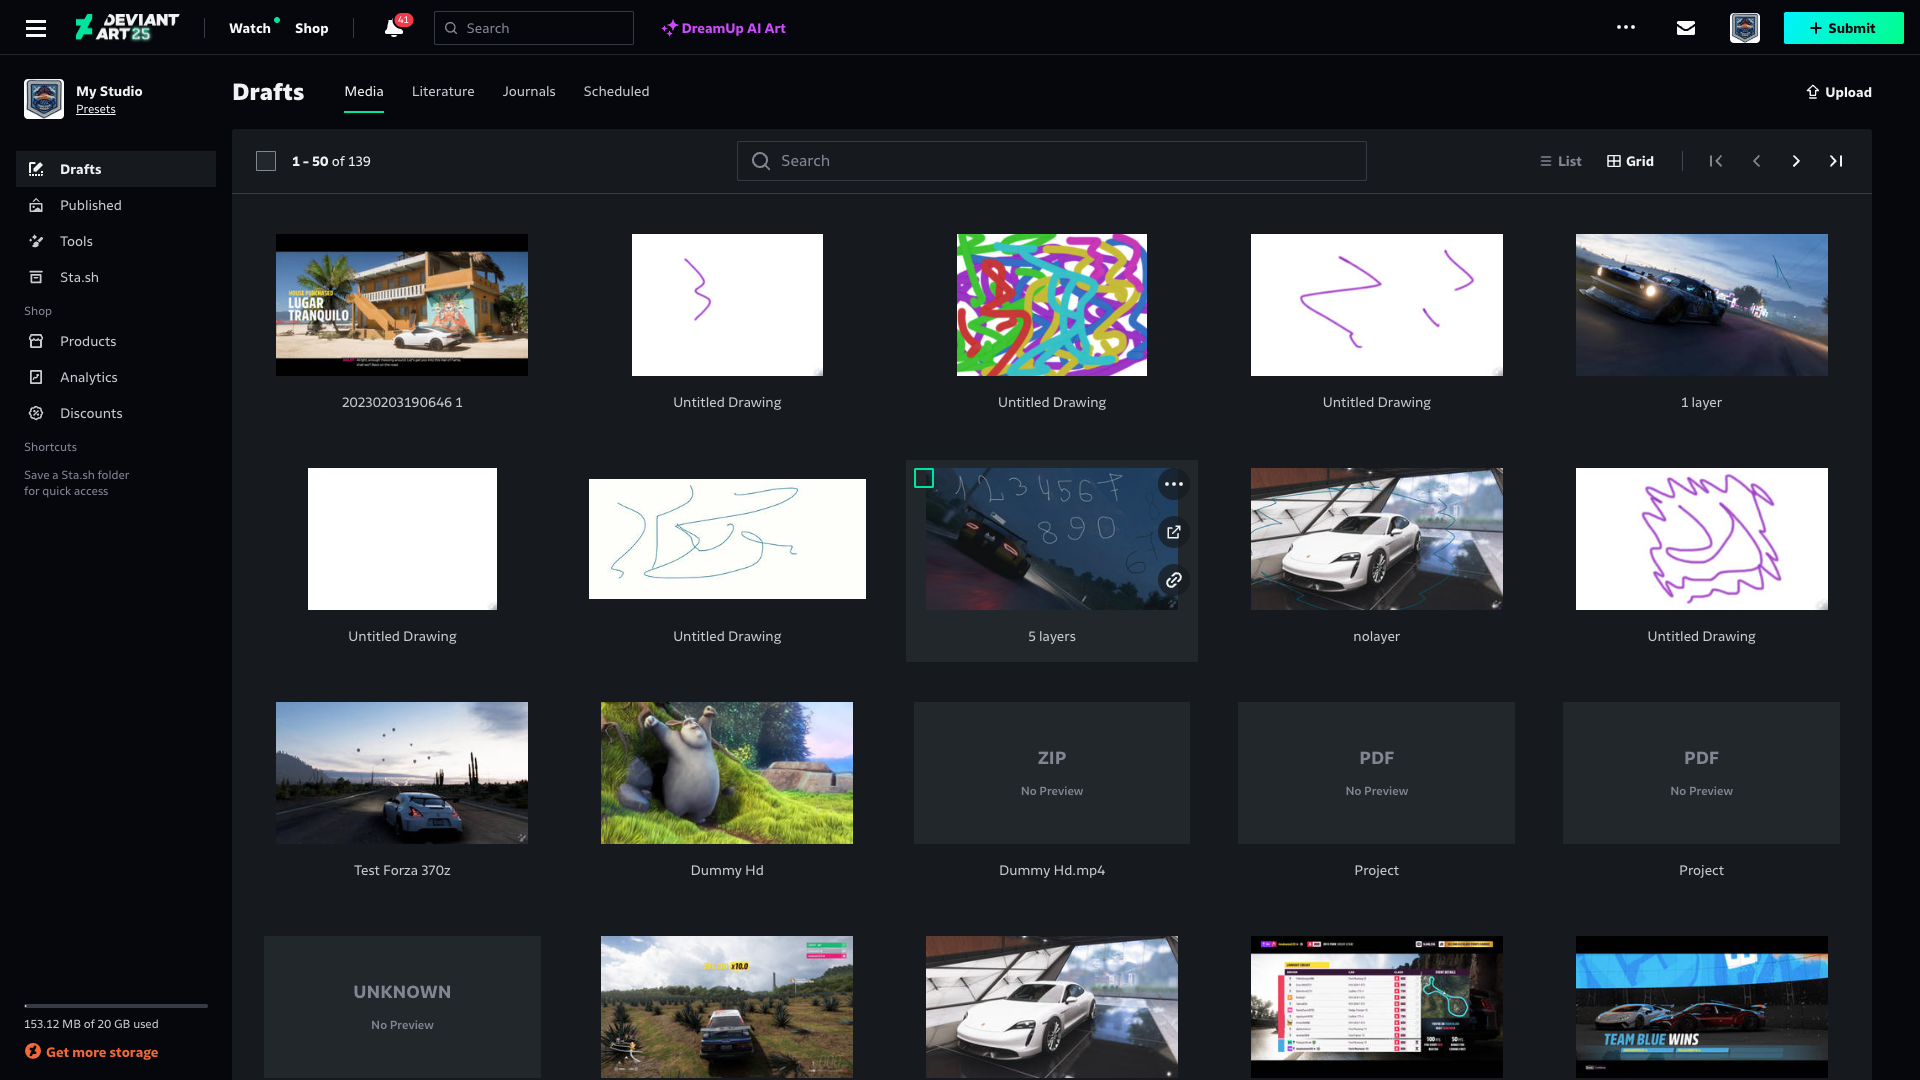 DEVIANT
ART 25
Watch
Shop
41
Search
DreamUp AI Art
Submit
My Studio
Presets
Drafts
Media
Literature
Journals
Scheduled
Upload
Drafts
Published
Tools
Sta.sh
Shop
Products
Analytics
Discounts
Shortcuts
Save a Sta.sh folder
for quick access
1 - 50 of 139
Search
List
Grid
HOUSE PURCHASED
LUGAR
TRANQUILO
20230203190646 1
Untitled Drawing
Untitled Drawing
Untitled Drawing
1 layer
1 2 3 4 5 6 7
8 9 0
6 7
Untitled Drawing
Untitled Drawing
5 layers
nolayer
Untitled Drawing
Test Forza 370z
Dummy Hd
ZIP
No Preview
Dummy Hd.mp4
PDF
No Preview
Project
PDF
No Preview
Project
UNKNOWN
No Preview
x10.0
TEAM BLUE WINS
153.12 MB of 20 GB used
Get more storage